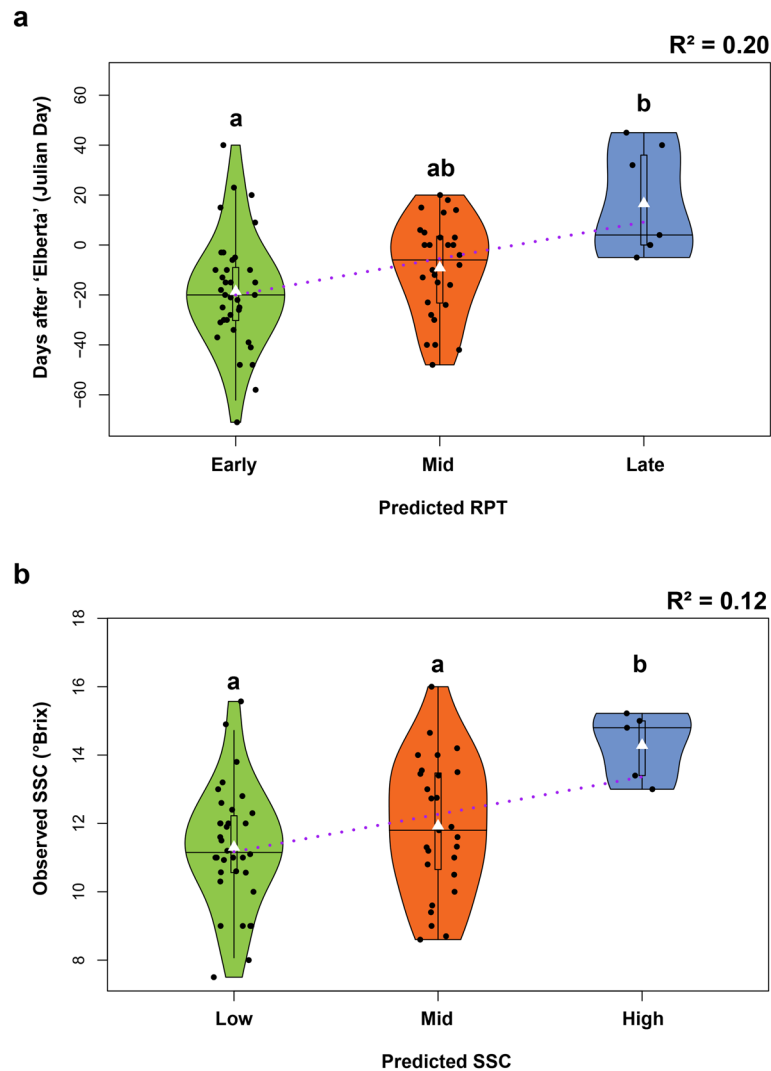 a
R² = 0.20
Days after ‘Elberta’ (Julian Day)
60
40
20
0
−20
−40
−60
a
ab
b
Early Mid Late
Predicted RPT
b
R² = 0.12
Observed SSC (°Brix)
18
16
14
12
10
8
a
a
b
Low Mid High
Predicted SSC